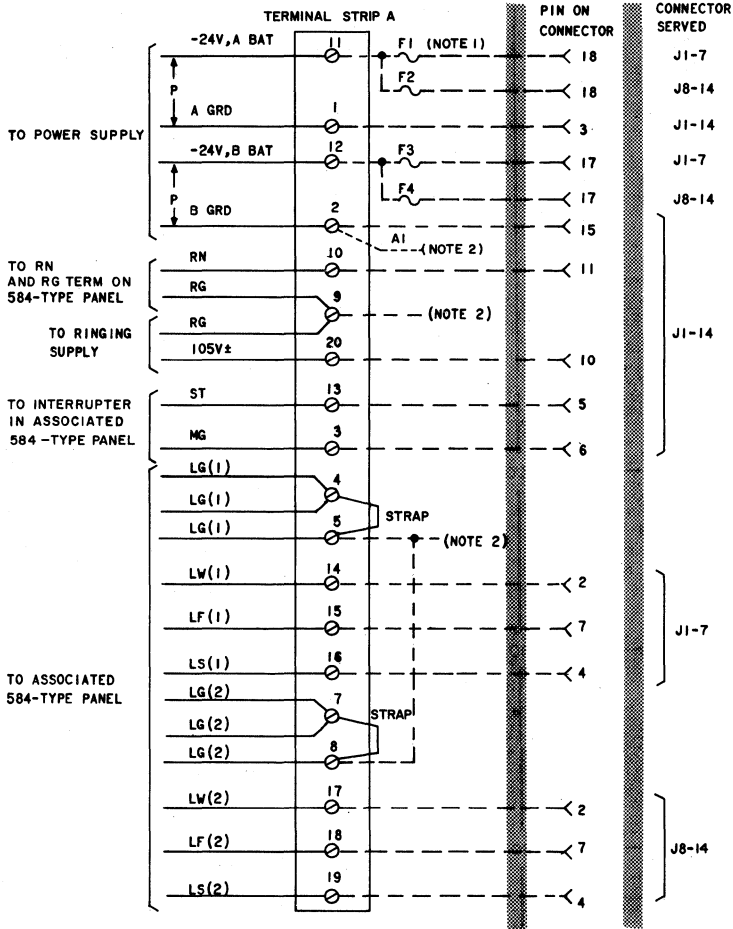 TERMINAL STRIP A
PIN ON CONNECTOR
CONNECTOR SERVED
-24V, A BAT 11 F1 (NOTE 1) 18 J1-7
F2 18 J8-14
P
A GRD 1 3 J1-14
TO POWER SUPPLY
-24V, B BAT 12 F3 17 J1-7
F4 17 J8-14
P
B GRD 2 15
A1 (NOTE 2)
TO RN AND RG TERM ON 584-TYPE PANEL
RN 10 11
RG 9 (NOTE 2)
TO RINGING SUPPLY
RG
105V± 20 10
J1-14
TO INTERRUPTER IN ASSOCIATED 584-TYPE PANEL
ST 13 5
MG 3 6
LG(1) 4
LG(1)
STRAP
LG(1) 5 (NOTE 2)
LW(1) 14 2
LF(1) 15 7
J1-7
LS(1) 16 4
TO ASSOCIATED 584-TYPE PANEL
LG(2) 7
LG(2)
STRAP
LG(2) 8
LW(2) 17 2
LF(2) 18 7
J8-14
LS(2) 19 4